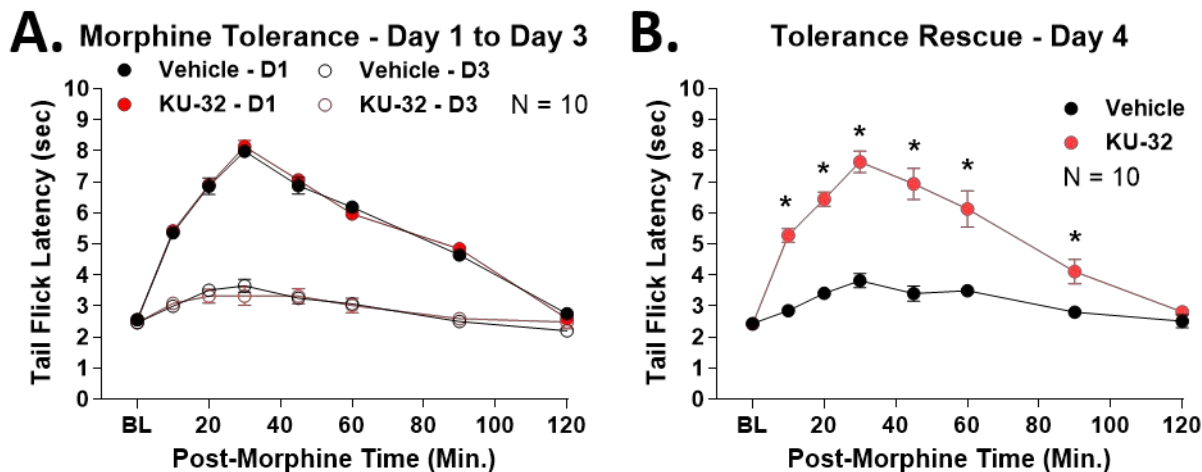 A. Morphine Tolerance - Day 1 to Day 3
Vehicle - D1
Vehicle - D3
KU-32 - D1
KU-32 - D3
N = 10
Tail Flick Latency (sec)
10
9
8
7
6
5
4
3
2
1
0
BL 20 40 60 80 100 120
Post-Morphine Time (Min.)
B. Tolerance Rescue - Day 4
Vehicle
KU-32
N = 10
* * * * * *
Tail Flick Latency (sec)
10
9
8
7
6
5
4
3
2
1
0
BL 20 40 60 80 100 120
Post-Morphine Time (Min.)